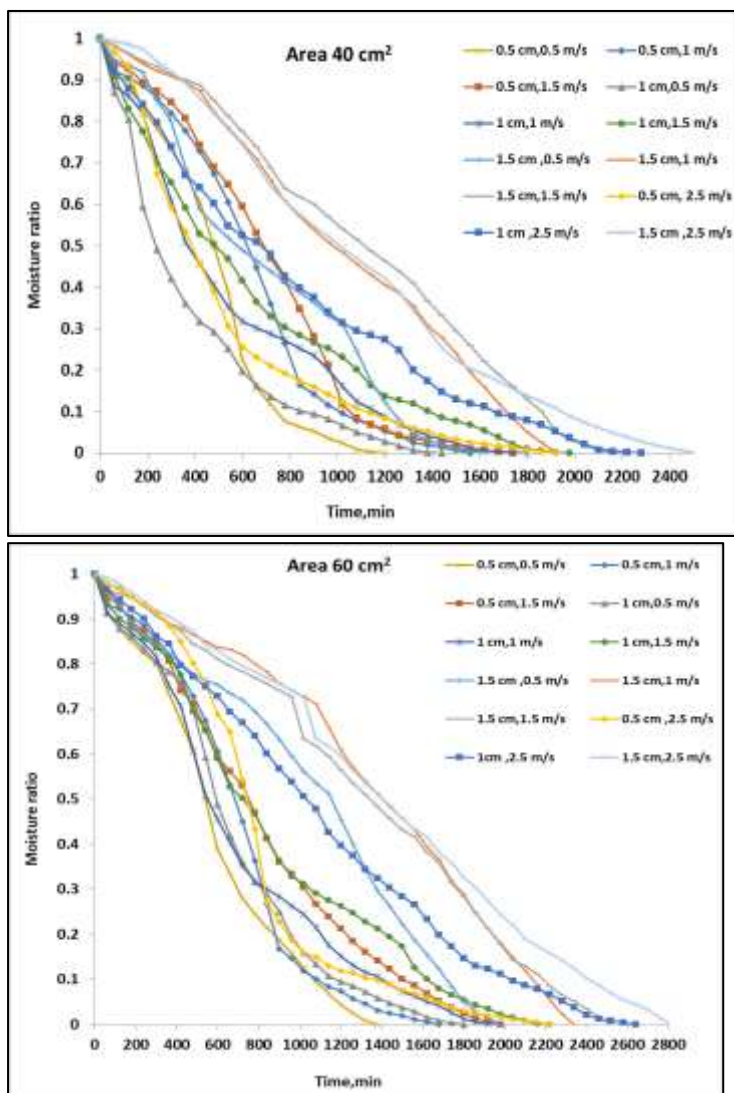 Area 40 cm²
0.5 cm,0.5 m/s 0.5 cm,1 m/s
0.5 cm,1.5 m/s 1 cm,0.5 m/s
1 cm,1 m/s 1 cm,1.5 m/s
1.5 cm ,0.5 m/s 1.5 cm,1 m/s
1.5 cm,1.5 m/s 0.5 cm, 2.5 m/s
1 cm ,2.5 m/s 1.5 cm ,2.5 m/s
Moisture ratio
1
0.9
0.8
0.7
0.6
0.5
0.4
0.3
0.2
0.1
0
0 200 400 600 800 1000 1200 1400 1600 1800 2000 2200 2400
Time,min
Area 60 cm²
0.5 cm,0.5 m/s 0.5 cm,1 m/s
0.5 cm,1.5 m/s 1 cm,0.5 m/s
1 cm,1 m/s 1 cm,1.5 m/s
1.5 cm ,0.5 m/s 1.5 cm,1 m/s
1.5 cm,1.5 m/s 0.5 cm ,2.5 m/s
1cm ,2.5 m/s 1.5 cm,2.5 m/s
Moisture ratio
1
0.9
0.8
0.7
0.6
0.5
0.4
0.3
0.2
0.1
0
0 200 400 600 800 1000 1200 1400 1600 1800 2000 2200 2400 2600 2800
Time,min